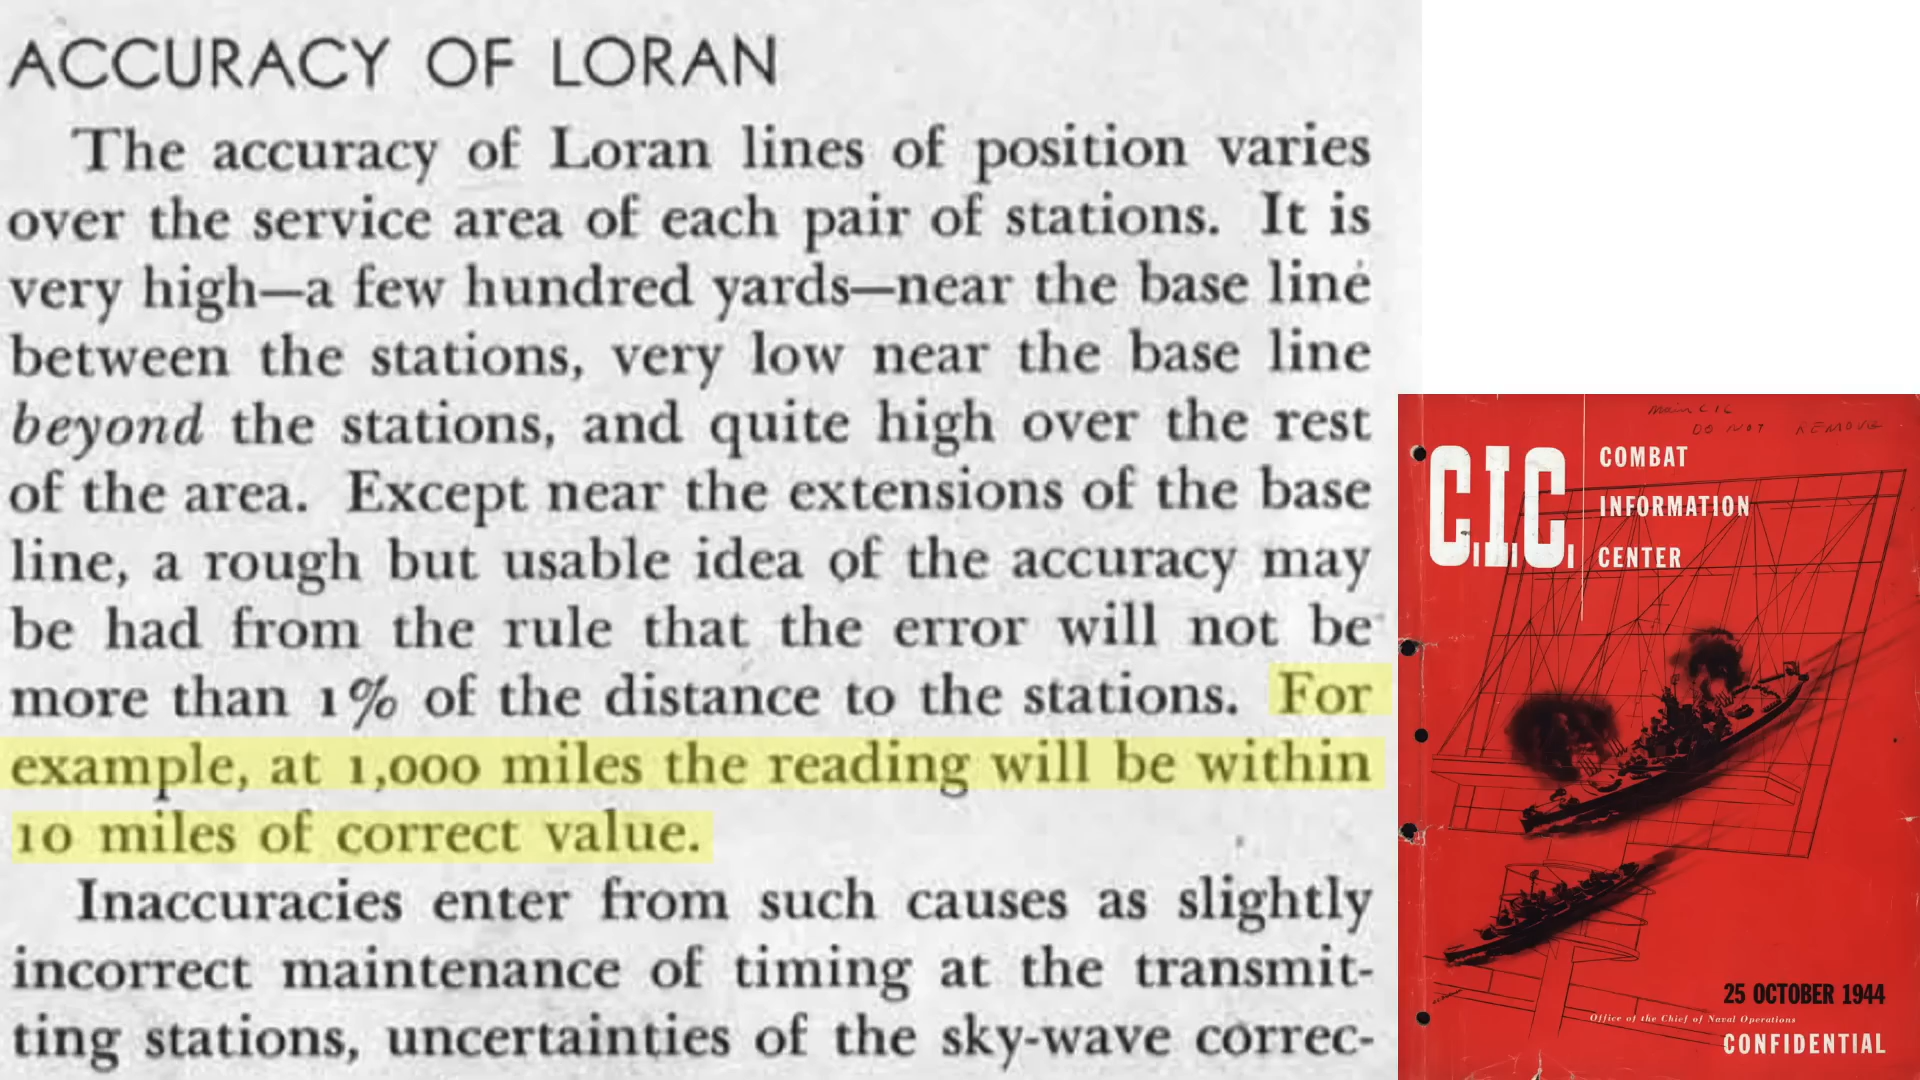 ACCURACY OF LORAN
The accuracy of Loran lines of position varies
over the service area of each pair of stations. It is
very high—a few hundred yards—near the base line
between the stations, very low near the base line
beyond the stations, and quite high over the rest
of the area. Except near the extensions of the base
line, a rough but usable idea of the accuracy may
be had from the rule that the error will not be
more than 1% of the distance to the stations. For
example, at 1,000 miles the reading will be within
10 miles of correct value.
Inaccuracies enter from such causes as slightly
incorrect maintenance of timing at the transmit-
ting stations, uncertainties of the sky-wave correc-
Main CIC
DO NOT REMOVE
C.I.C.
COMBAT
INFORMATION
CENTER
25 OCTOBER 1944
Office of the Chief of Naval Operations
CONFIDENTIAL